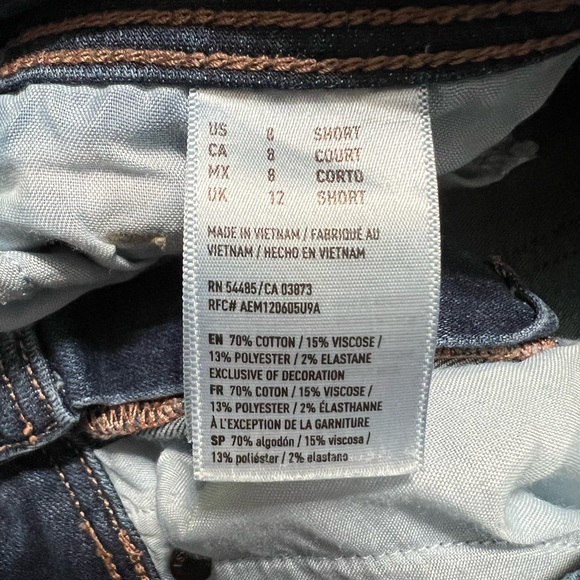 US 8 SHORT
CA 8 COURT
MX 8 CORTO
UK 12 SHORT
MADE IN VIETNAM / FABRIQUÉ AU
VIETNAM / HECHO EN VIETNAM
RN 54485/CA 03873
RFC# AEM120605U9A
EN 70% COTTON / 15% VISCOSE /
13% POLYESTER / 2% ELASTANE
EXCLUSIVE OF DECORATION
FR 70% COTON / 15% VISCOSE /
13% POLYESTER / 2% ÉLASTHANNE
À L'EXCEPTION DE LA GARNITURE
SP 70% algodón / 15% viscosa /
13% poliéster / 2% elastano